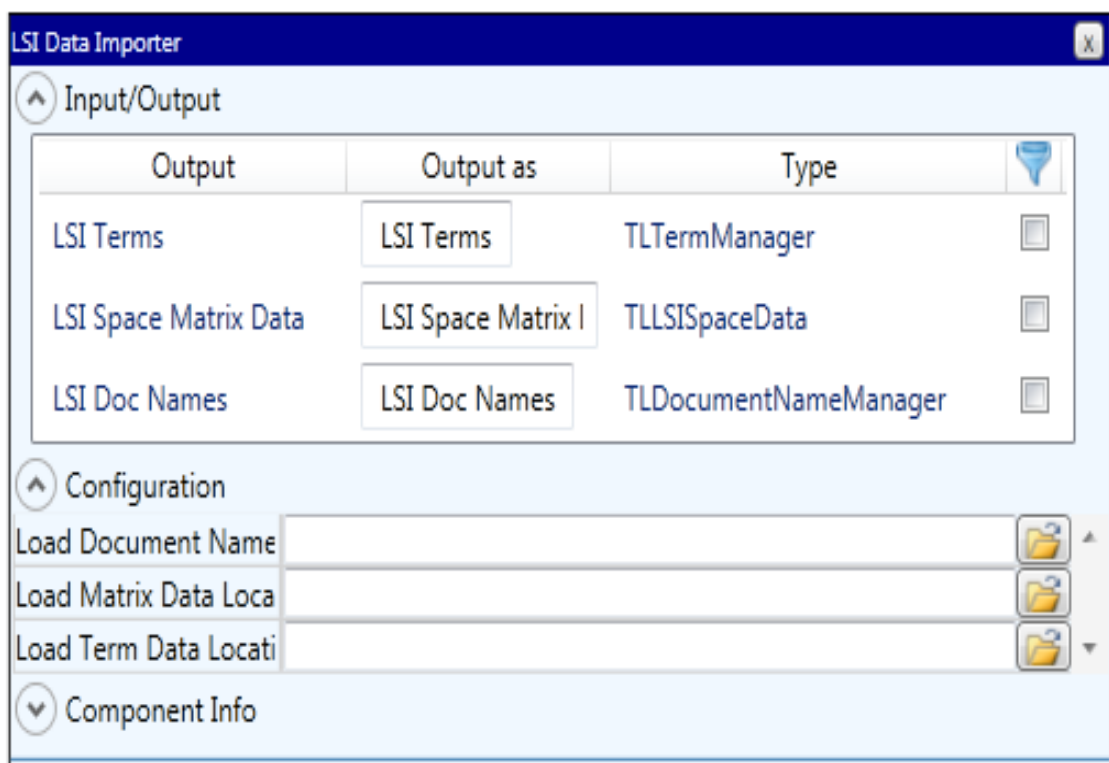 LSI Data Importer x
Input/Output
Output Output as Type
LSI Terms LSI Terms TLTermManager
LSI Space Matrix Data LSI Space Matrix TLLSISpaceData
LSI Doc Names LSI Doc Names TLDocumentNameManager
Configuration
Load Document Name
Load Matrix Data Loca
Load Term Data Locati
Component Info